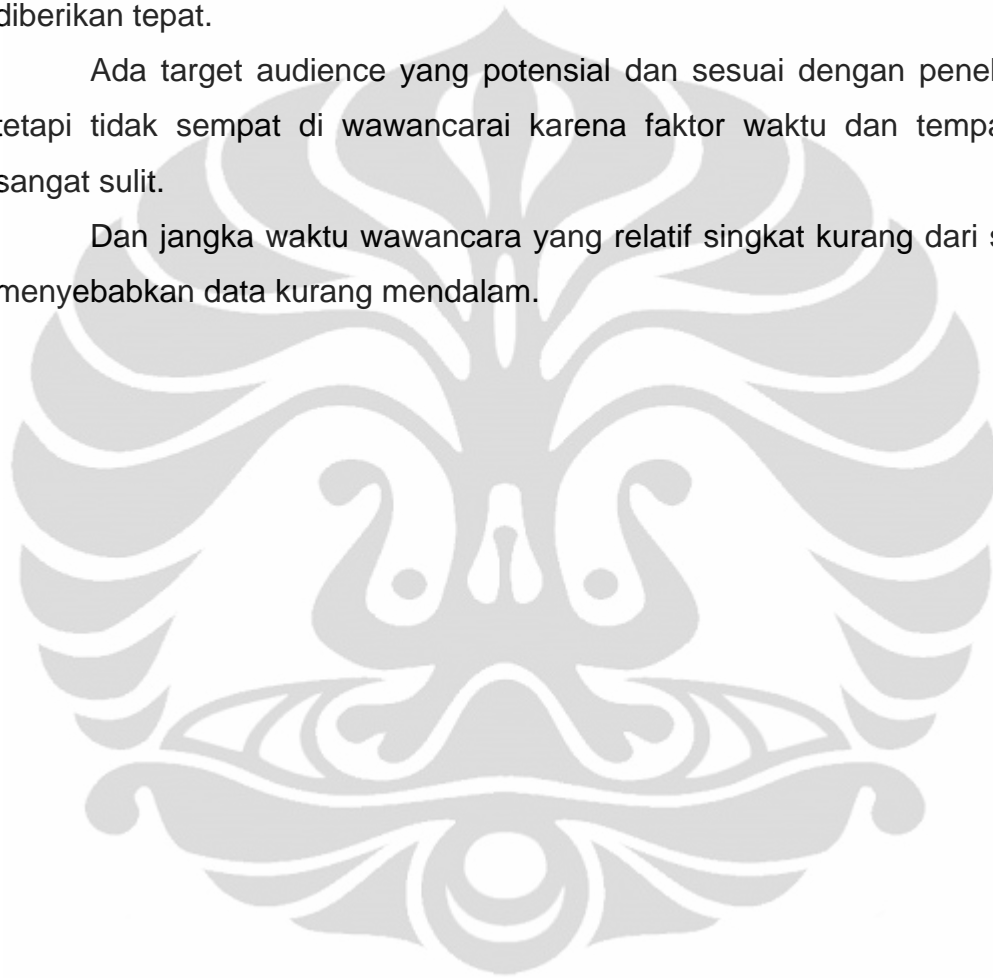 diberikan tepat.
Ada target audience yang potensial dan sesuai dengan
tetapi tidak sempat di wawancarai karena faktor waktu dan
sangat sulit.
Dan jangka waktu wawancara yang relatif singkat kurang dari
menyebabkan data kurang mendalam.